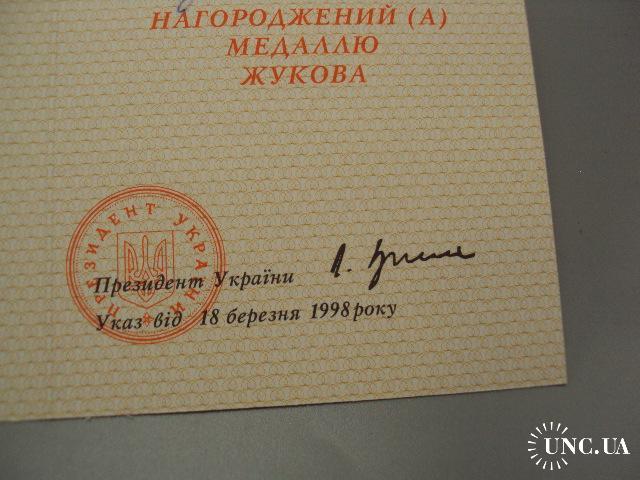 НАГОРОДЖЕНИЙ (А)
МЕДАЛЛЮ
ЖУКОВА
ПРЕЗИДЕНТ УКРАЇНИ
Президент України
Указ від 18 березня 1998 року
UNC.UA